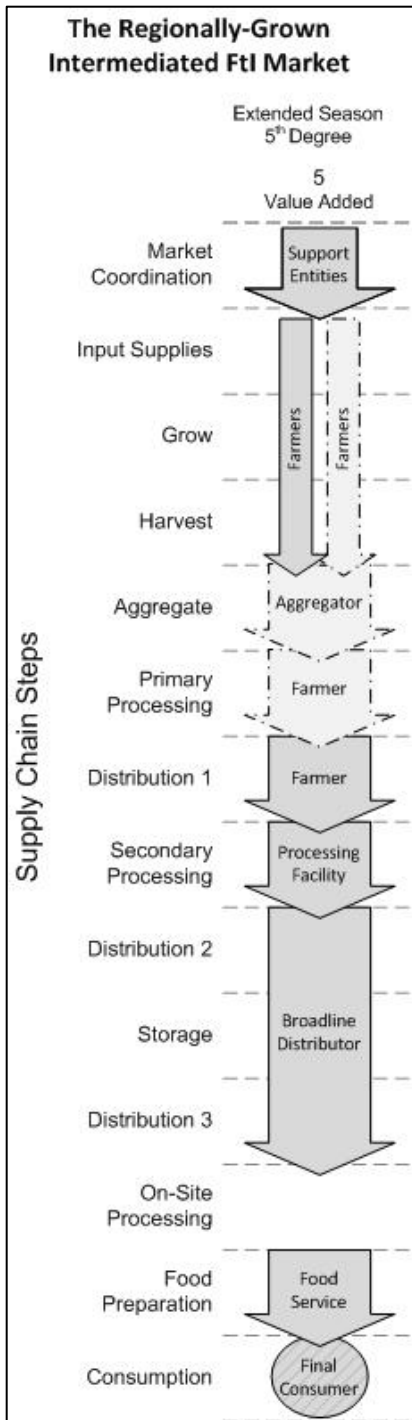 The Regionally-Grown
Intermediated FtI Market
Extended Season
5th Degree
5
Value Added
Supply Chain Steps
Market
Coordination
Support
Entities
Input Supplies
Grow
Harvest
Farmers
Farmers
Aggregate
Aggregator
Primary
Processing
Farmer
Distribution 1
Farmer
Secondary
Processing
Processing
Facility
Distribution 2
Storage
Broadline
Distributor
Distribution 3
On-Site
Processing
Food
Preparation
Food
Service
Consumption
Final
Consumer